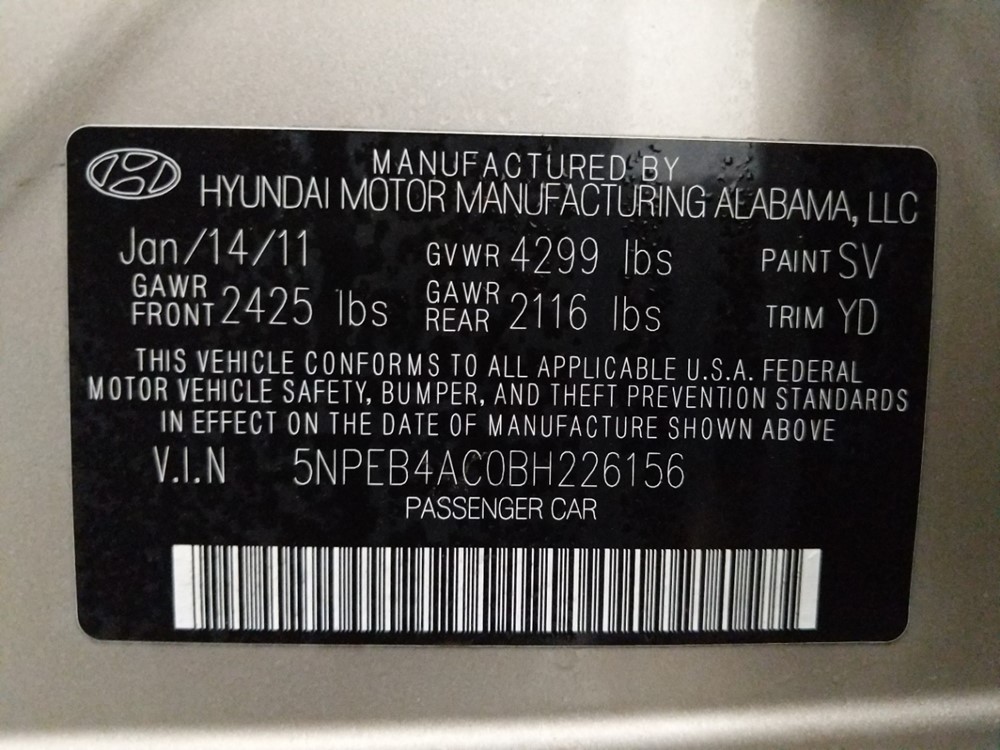 MANUFACTURED BY
HYUNDAI MOTOR MANUFACTURING ALABAMA, LLC
Jan/14/11 GVWR 4299 lbs PAINT SV
GAWR FRONT 2425 lbs GAWR REAR 2116 lbs TRIM YD
THIS VEHICLE CONFORMS TO ALL APPLICABLE U.S.A. FEDERAL
MOTOR VEHICLE SAFETY, BUMPER, AND THEFT PREVENTION STANDARDS
IN EFFECT ON THE DATE OF MANUFACTURE SHOWN ABOVE
V.I.N 5NPEB4AC0BH226156
PASSENGER CAR